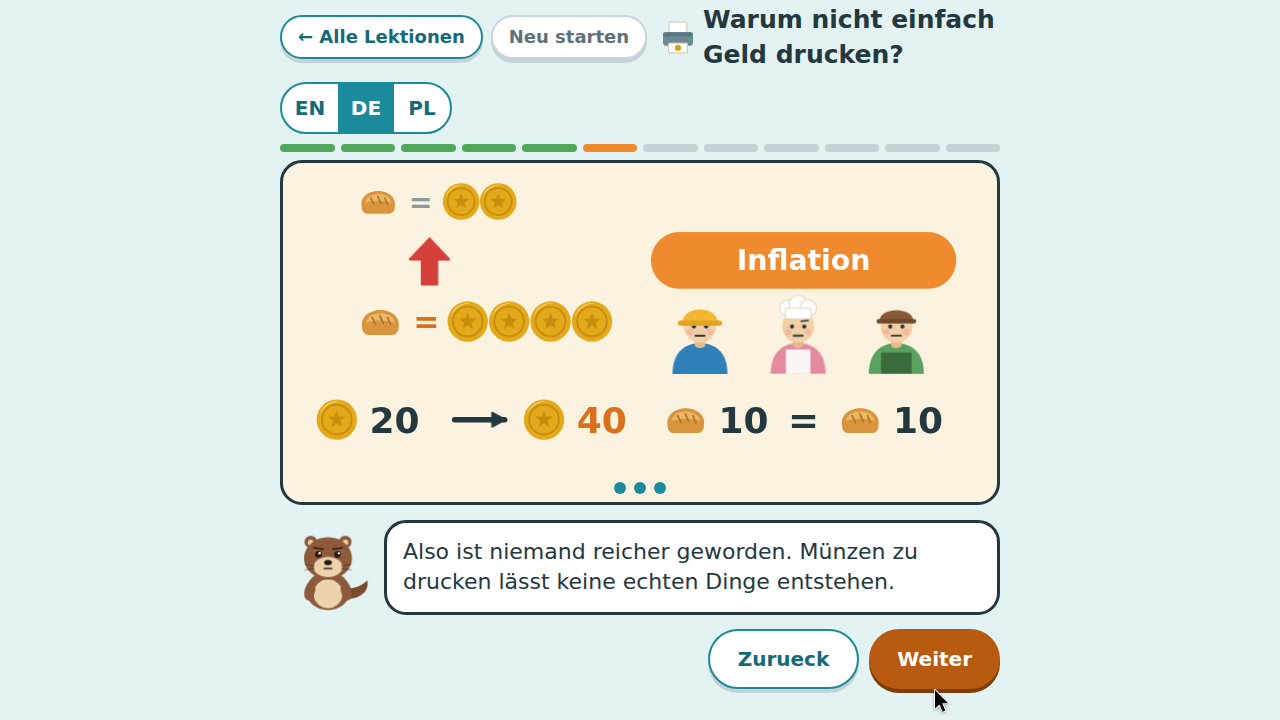 ← Alle Lektionen
Neu starten
Warum nicht einfach
Geld drucken?
EN DE PL
=
Inflation
=
20 → 40 10 = 10
Also ist niemand reicher geworden. Münzen zu
drucken lässt keine echten Dinge entstehen.
Zurueck
Weiter